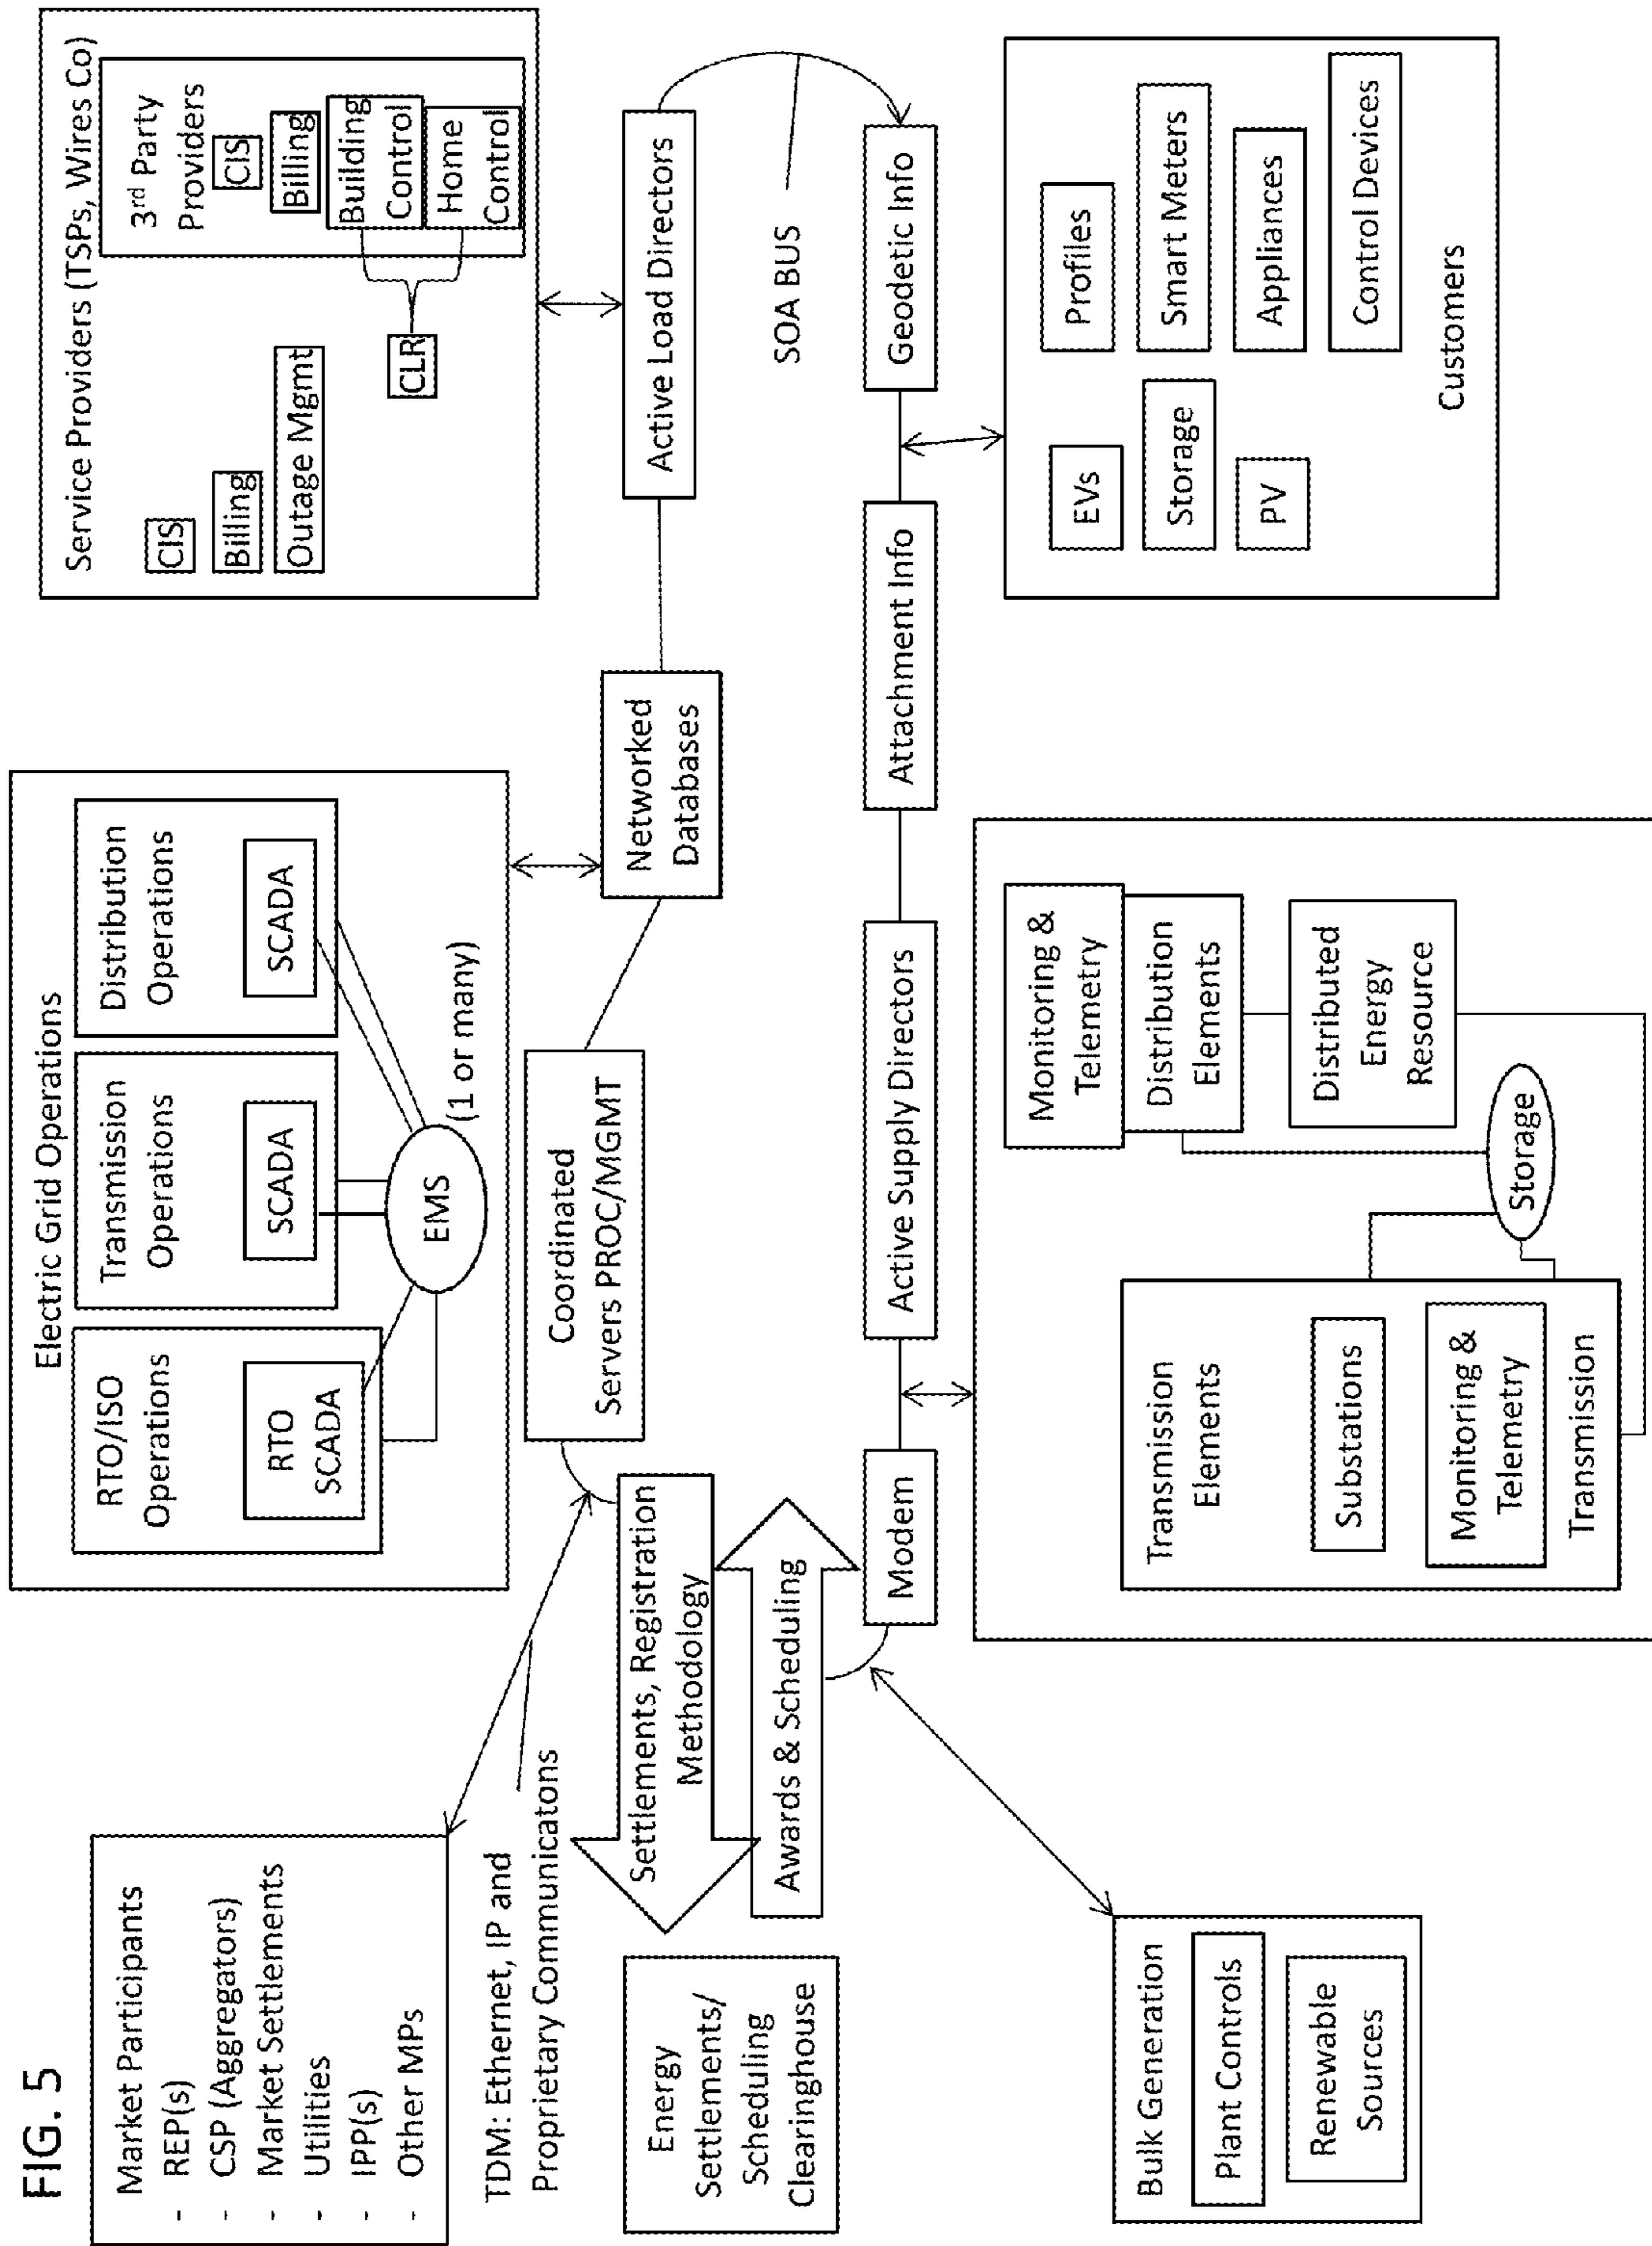 FIG. 5
Market Participants
- REP(s)
- CSP (Aggregators)
- Market Settlements
- Utilities
- IPP(s)
- Other MPs
TDM: Ethernet, IP and
Proprietary Communicatons
Energy
Settlements/
Scheduling
Clearinghouse
Bulk Generation
Plant Controls
Renewable
Sources
Settlements, Registration
Methodology
Awards & Scheduling
Electric Grid Operations
RTO/ISO
Operations
RTO
SCADA
Transmission
Operations
SCADA
Distribution
Operations
SCADA
EMS
(1 or many)
Coordinated
Servers PROC/MGMT
Networked
Databases
Active Load Directors
SOA BUS
Modem
Active Supply Directors
Attachment Info
Geodetic Info
Service Providers (TSPs, Wires Co)
CIS
Billing
Outage Mgmt
CLR
3rd Party
Providers
CIS
Billing
Building
Control
Home
Control
Transmission
Elements
Substations
Monitoring &
Telemetry
Transmission
Monitoring &
Telemetry
Distribution
Elements
Distributed
Energy
Resource
Storage
EVs
Storage
PV
Profiles
Smart Meters
Appliances
Control Devices
Customers